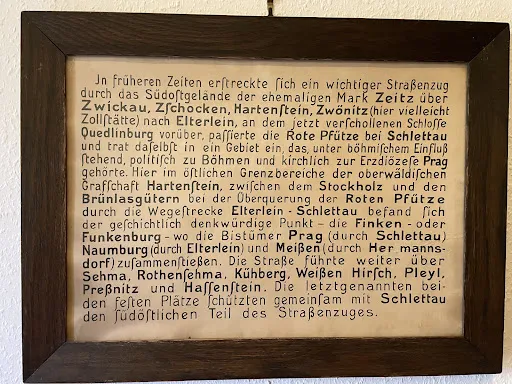 Jn früheren Zeiten erſtreckte ſich ein wichtiger Straßenzug
durch das Südoſtgelände der ehemaligen Mark Zeitz über
Zwickau, Zſchocken, Hartenſtein, Zwönitz (hier vielleicht
Zollſtätte) nach Elterlein, an dem jetzt verſchollenen Schloſſe
Quedlinburg vorüber, paſſierte die Rote Pfütze bei Schlettau
und trat daſelbſt in ein Gebiet ein, das, unter böhmiſchem Einfluß
ſtehend, politiſch zu Böhmen und kirchlich zur Erzdiözeſe Prag
gehörte. Hier im öſtlichen Grenzbereiche der oberwäldiſchen
Grafſchaft Hartenſtein, zwiſchen dem Stockholz und den
Brünlasgütern bei der Überquerung der Roten Pfütze
durch die Wegeſtrecke Elterlein - Schlettau befand ſich
der geſchichtlich denkwürdige Punkt – die Finken - oder
Funkenburg – wo die Bistümer Prag (durch Schlettau)
Naumburg (durch Elterlein) und Meißen (durch Hermanns-
dorf) zuſammenſtießen. Die Straße führte weiter über
Sehma, Rothenſehma, Kühberg, Weißen Hirſch, Pleyl,
Preßnitz und Haſſenſtein. Die letztgenannten bei-
den feſten Plätze ſchützten gemeinſam mit Schlettau
den südöſtlichen Teil des Straßenzuges.